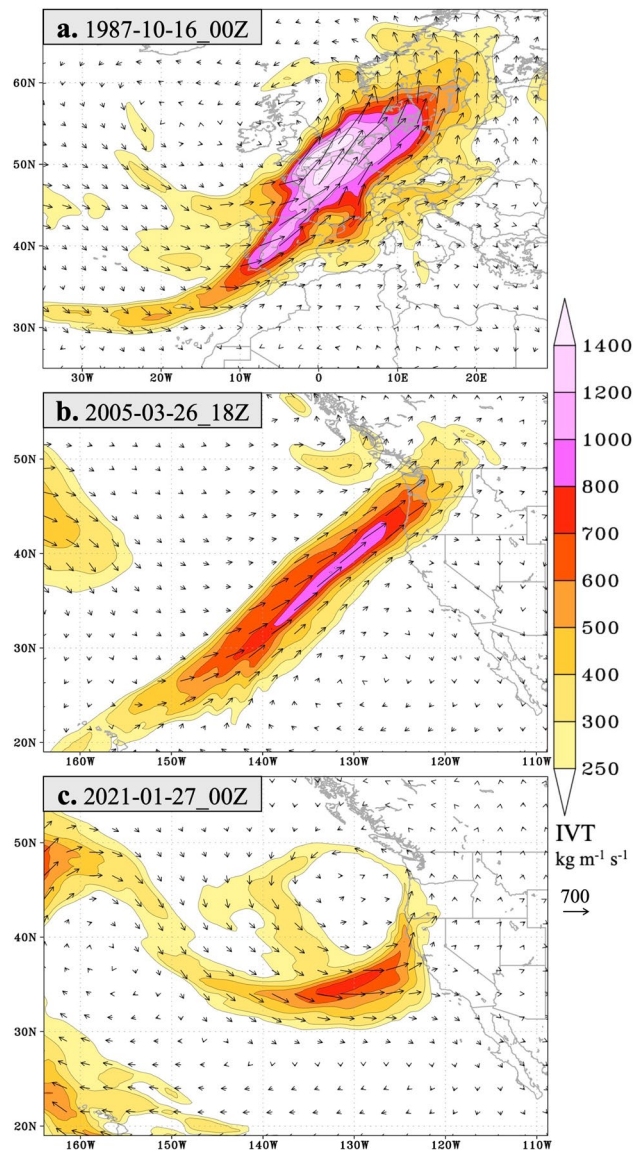 a. 1987-10-16_00Z
60N
50N
40N
30N
30W 20W 10W 0 10E 20E
b. 2005-03-26_18Z
50N
40N
30N
20N
160W 150W 140W 130W 120W 110W
c. 2021-01-27_00Z
50N
40N
30N
20N
160W 150W 140W 130W 120W 110W
1400
1200
1000
800
700
600
500
400
300
250
IVT
kg m⁻¹ s⁻¹
700